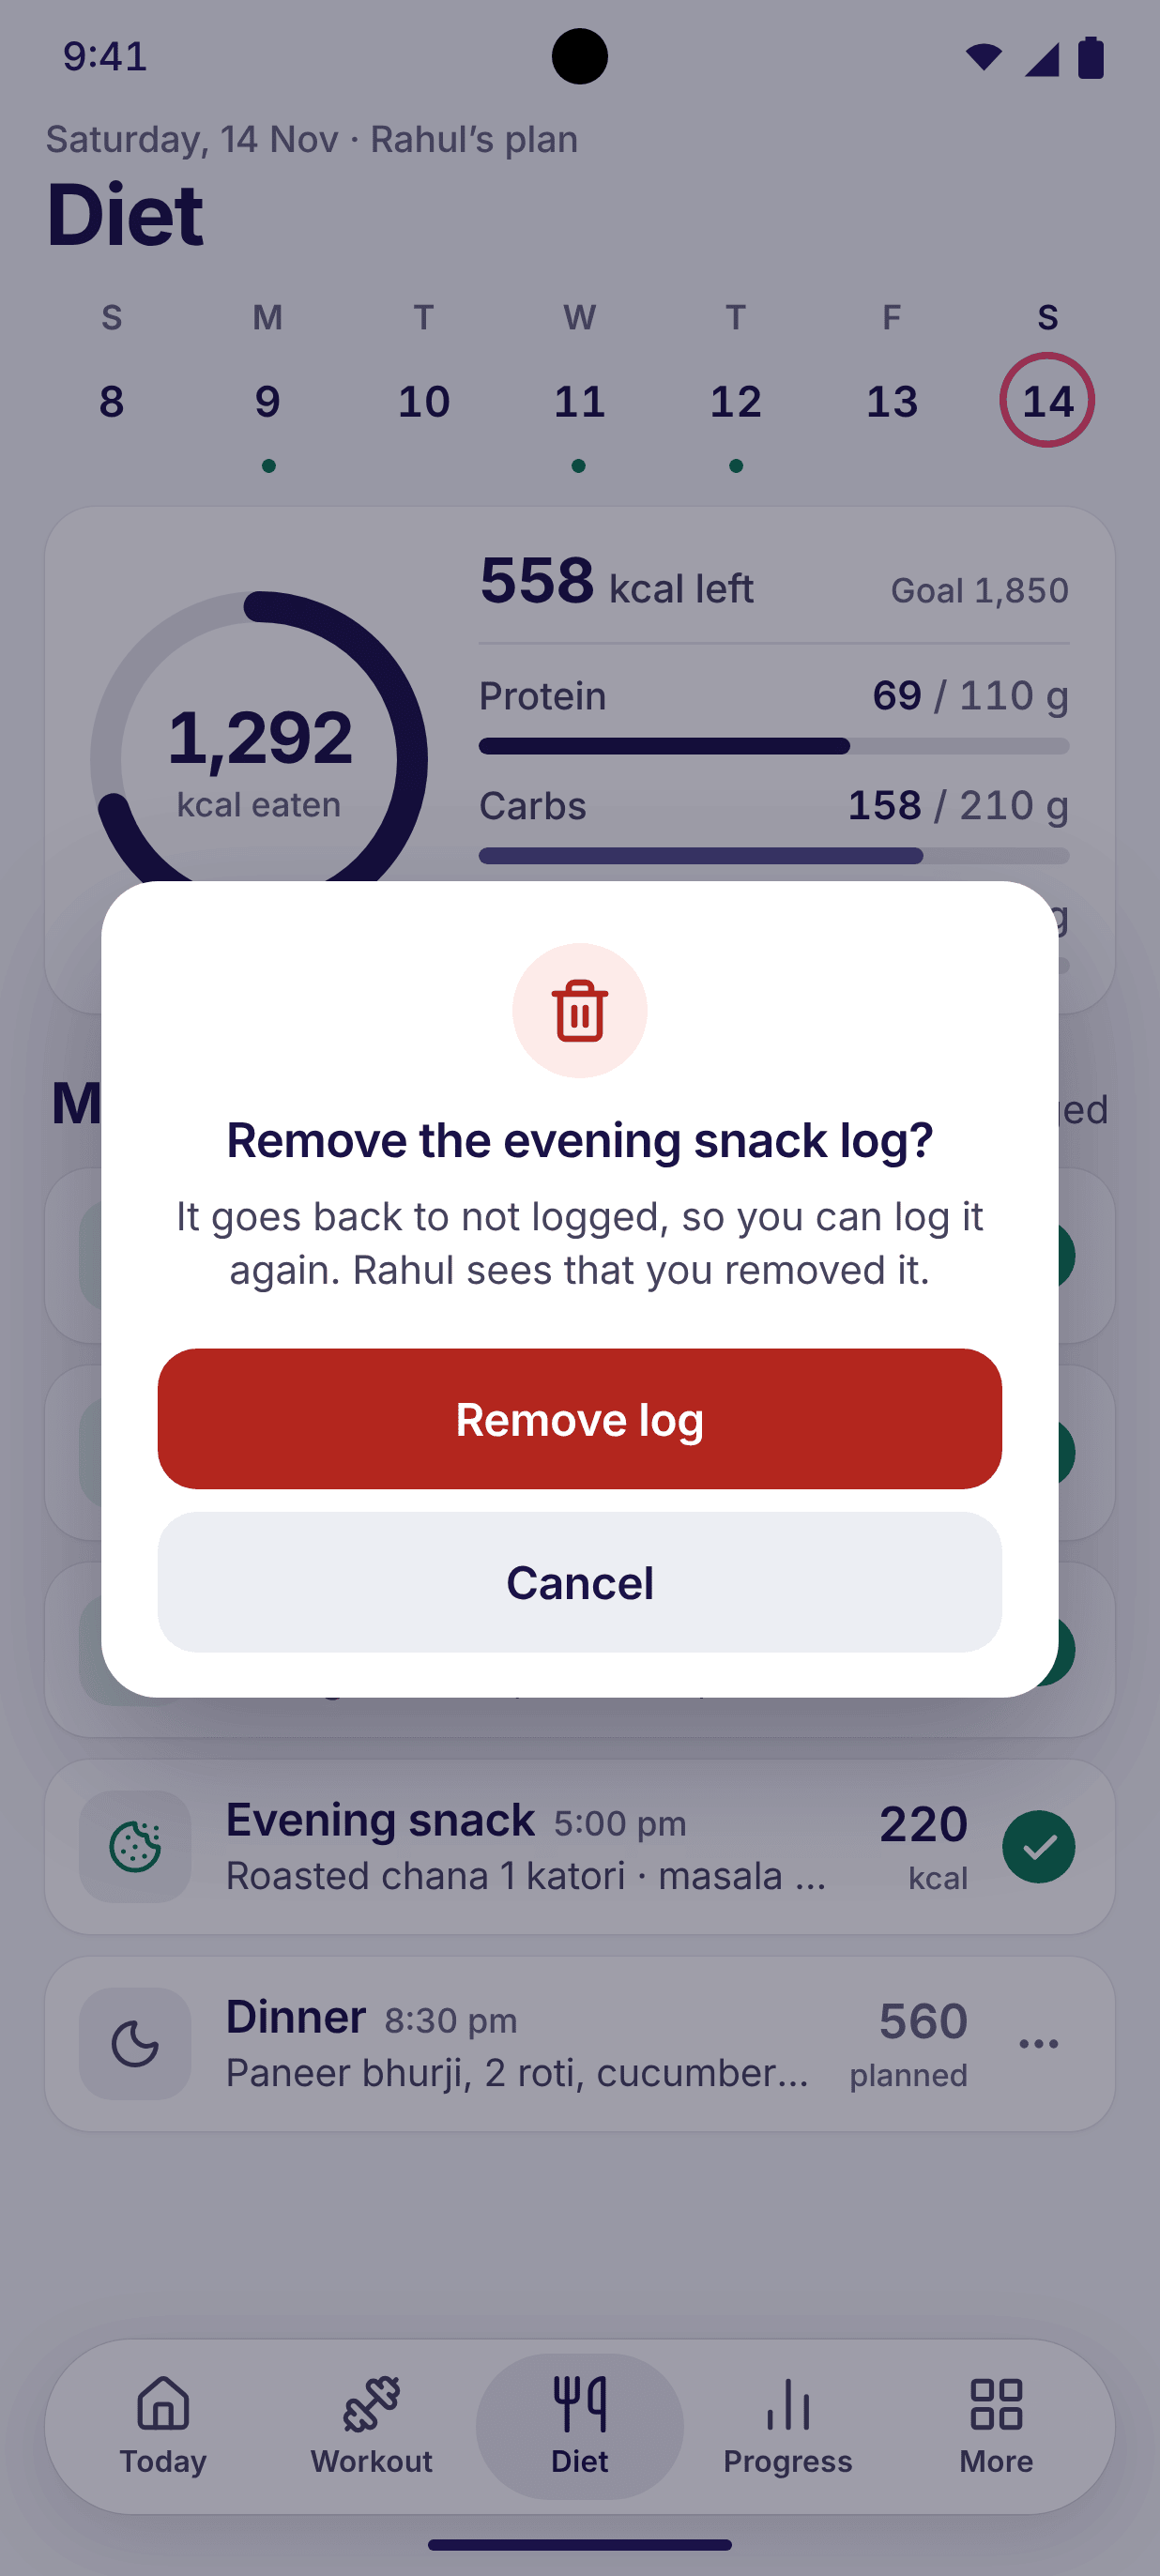 9:41
Saturday, 14 Nov · Rahul’s plan
Diet
S M T W T F S
8 9 10 11 12 13 14
558 kcal left Goal 1,850
1,292
kcal eaten
Protein 69 / 110 g
Carbs 158 / 210 g
g
Remove the evening snack log?
It goes back to not logged, so you can log it
again. Rahul sees that you removed it.
Remove log
Cancel
Evening snack 5:00 pm 220
Roasted chana 1 katori · masala ... kcal
Dinner 8:30 pm 560
Paneer bhurji, 2 roti, cucumber... planned
Today Workout Diet Progress More